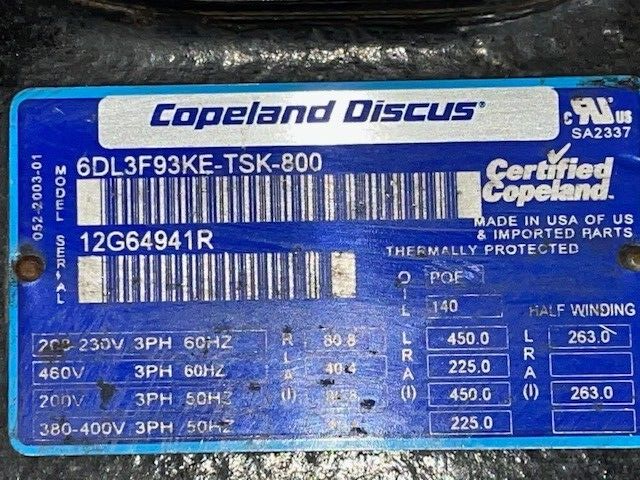 Copeland Discus®
C UR US
SA2337
052-2003-01
MODEL
6DL3F93KE-TSK-800
Certified Copeland
MADE IN USA OF US & IMPORTED PARTS
SERIAL
12G64941R
THERMALLY PROTECTED
OIL POE
140
HALF WINDING
208-230V 3PH 60HZ RLA(I) 80.8 LRA(I) 450.0 LRA(I) 263.0
460V 3PH 60HZ 40.4 225.0
200V 3PH 50HZ 450.0 263.0
380-400V 3PH 50HZ 225.0